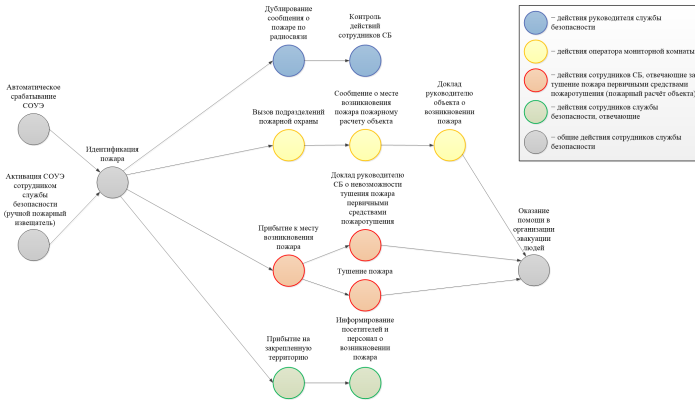 Дублирование
сообщения о
пожаре по
радиосвязи
Контроль
действий
сотрудников СБ
– действия руководителя службы
безопасности
– действия оператора мониторной комнаты
– действия сотрудников СБ, отвечающие за
тушение пожара первичными средствами
пожаротушения (пожарный расчёт объекта)
– действия сотрудников службы
безопасности, отвечающие
– общие действия сотрудников службы
безопасности
Автоматическое
срабатывание
СОУЭ
Вызов подразделений
пожарной охраны
Сообщение о месте
возникновения
пожара пожарному
расчету объекта
Доклад
руководителю
объекта о
возникновении
пожара
Идентификация
пожара
Активация СОУЭ
сотрудником
службы
безопасности
(ручной пожарный
извещатель)
Доклад руководителю
СБ о невозможности
тушения пожара
первичными
средствами
пожаротушения
Прибытие к месту
возникновения
пожара
Оказание
помощи в
организации
эвакуации
людей
Тушение пожара
Прибытие на
закрепленную
территорию
Информирование
посетителей и
персонал о
возникновении
пожара